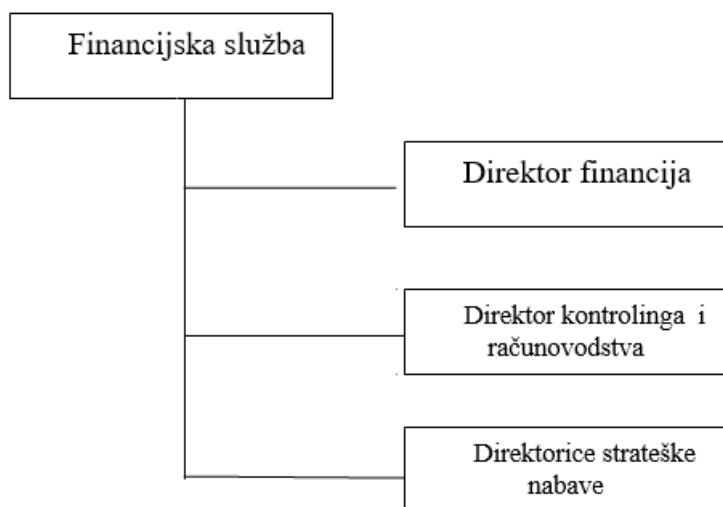 Financijska služba
Direktor financija
Direktor kontrolinga i
računovodstva
Direktorice strateške
nabave